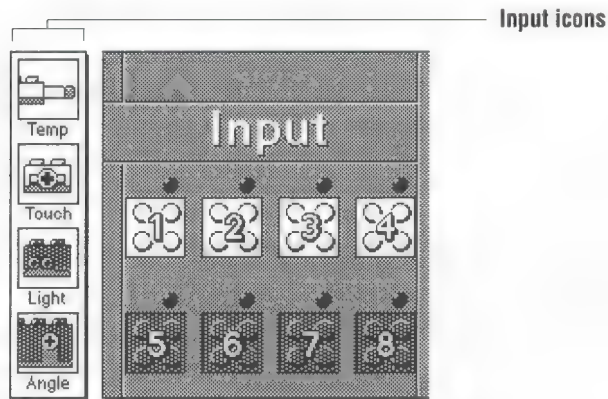 Input icons
Temp
Touch
Light
Angle
Input
1 2 3 4
5 6 7 8